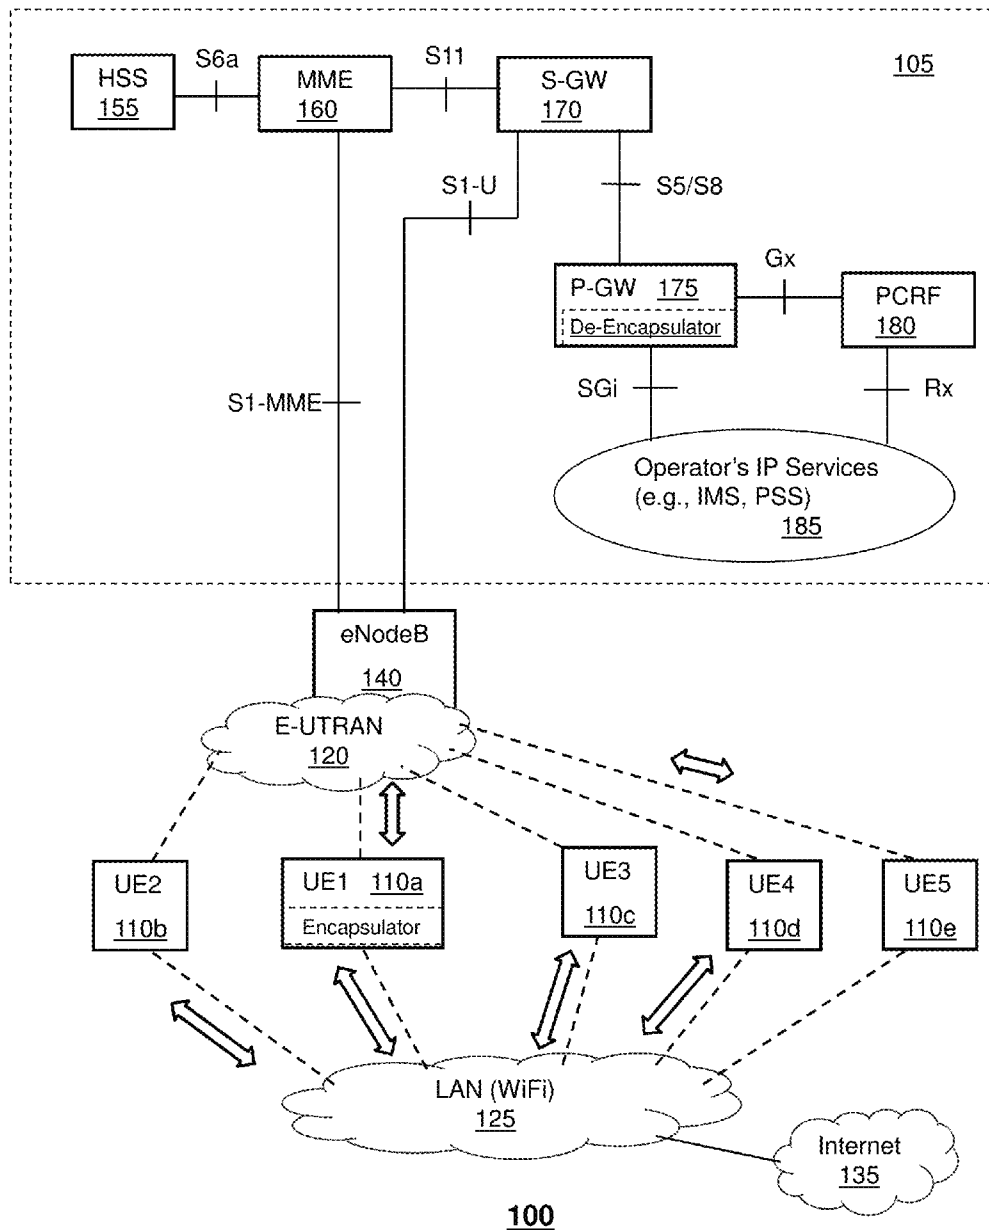 S6a
S11
HSS
155
MME
160
S-GW
170
105
S1-U
S5/S8
Gx
P-GW 175
De-Encapsulator
PCRF
180
S1-MME
SGi
Rx
Operator's IP Services
(e.g., IMS, PSS)
185
eNodeB
140
E-UTRAN
120
UE2
110b
UE1 110a
Encapsulator
UE3
110c
UE4
110d
UE5
110e
LAN (WiFi)
125
Internet
135
100